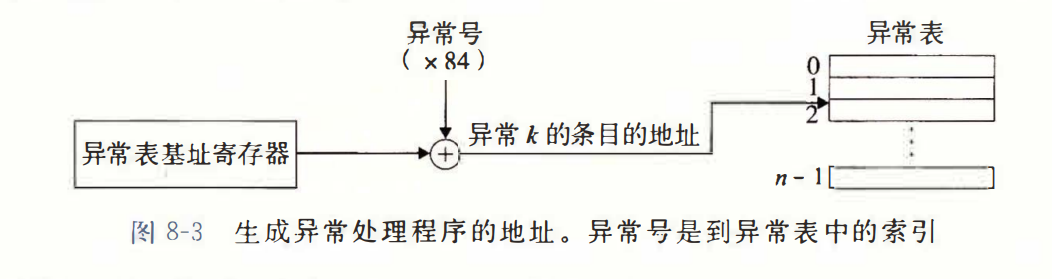 异常号
( ×84 )
异常表
0
1
2
异常表基址寄存器
+
异常 k 的条目的地址
n - 1
图 8-3 生成异常处理程序的地址。异常号是到异常表中的索引